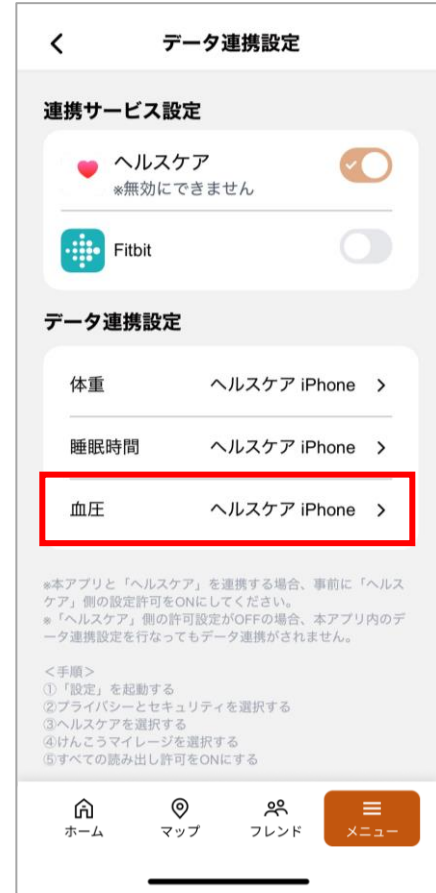 データ連携設定
連携サービス設定
ヘルスケア
※無効にできません
Fitbit
データ連携設定
体重 ヘルスケア iPhone
睡眠時間 ヘルスケア iPhone
血圧 ヘルスケア iPhone
※本アプリと「ヘルスケア」を連携する場合、事前に「ヘルス
ケア」側の設定許可をONにしてください。
※「ヘルスケア」側の許可設定がOFFの場合、本アプリ内のデ
ータ連携設定を行なってもデータ連携がされません。
<手順>
①「設定」を起動する
②プライバシーとセキュリティを選択する
③ヘルスケアを選択する
④けんこうマイレージを選択する
⑤すべての読み出し許可をONにする
ホーム マップ フレンド メニュー